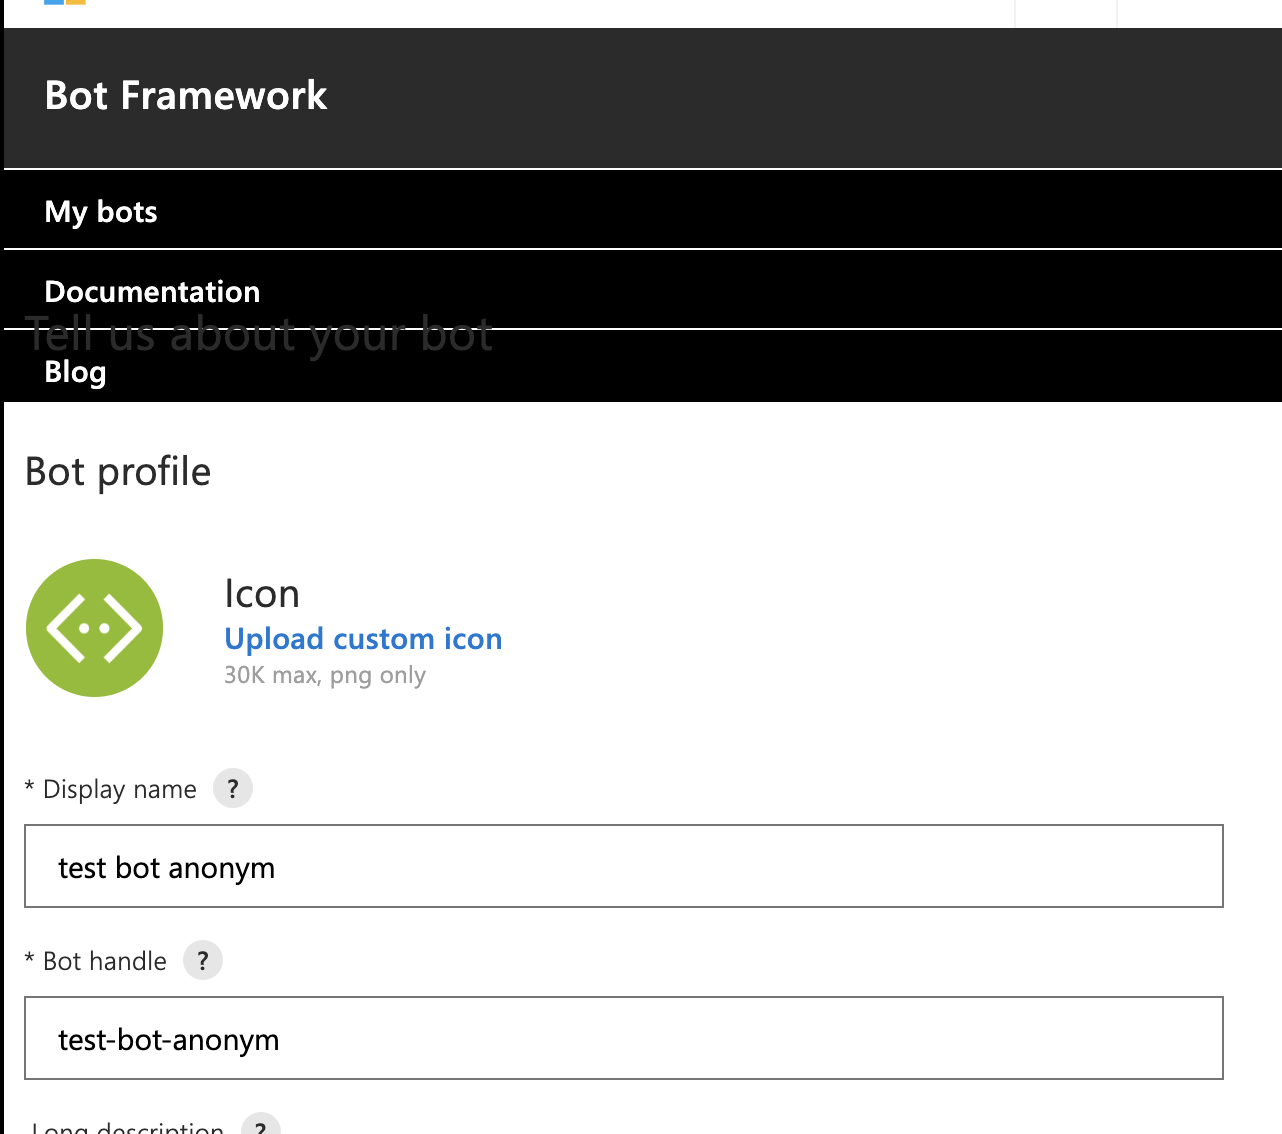 Bot Framework
My bots
Documentation
Tell us about your bot
Blog
Bot profile
Icon
Upload custom icon
30K max, png only
* Display name ?
test bot anonym
* Bot handle ?
test-bot-anonym
Long description ?